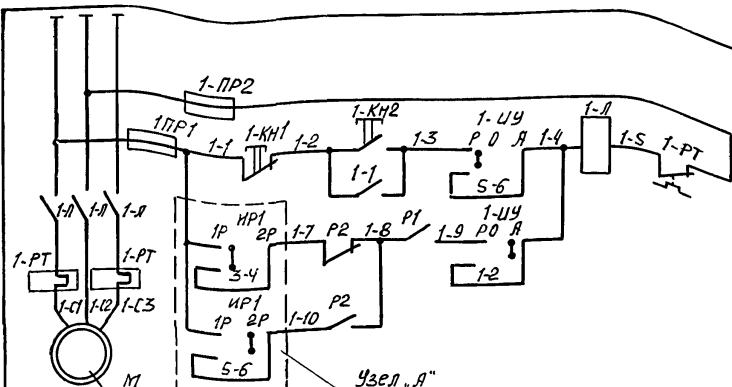 1-ПР2
1-КН2
1ПР1
1-1
1-КН1
1-2
1-3
1-ИУ
Р О А
1-4
1-Л
1-5
1-РТ
1-1
5-6
1-Л
1-Л
1-Л
ИР1
1Р 2Р
1-7
Р2
1-8
Р1
1-9
1-ИУ
Р О А
1-РТ
1-РТ
3-4
1-2
1-С1
1-С2
1-С3
ИР1
1Р 2Р
1-10
Р2
5-6
М
Узел „А"